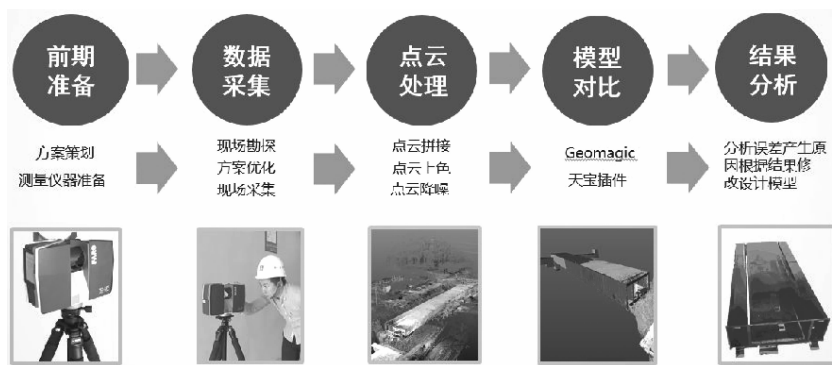 前期
准备
数据
采集
点云
处理
模型
对比
结果
分析
方案策划
测量仪器准备
现场勘探
方案优化
现场采集
点云拼接
点云上色
点云降噪
Geomagic
天宝插件
分析误差产生原
因根据结果修
改设计模型